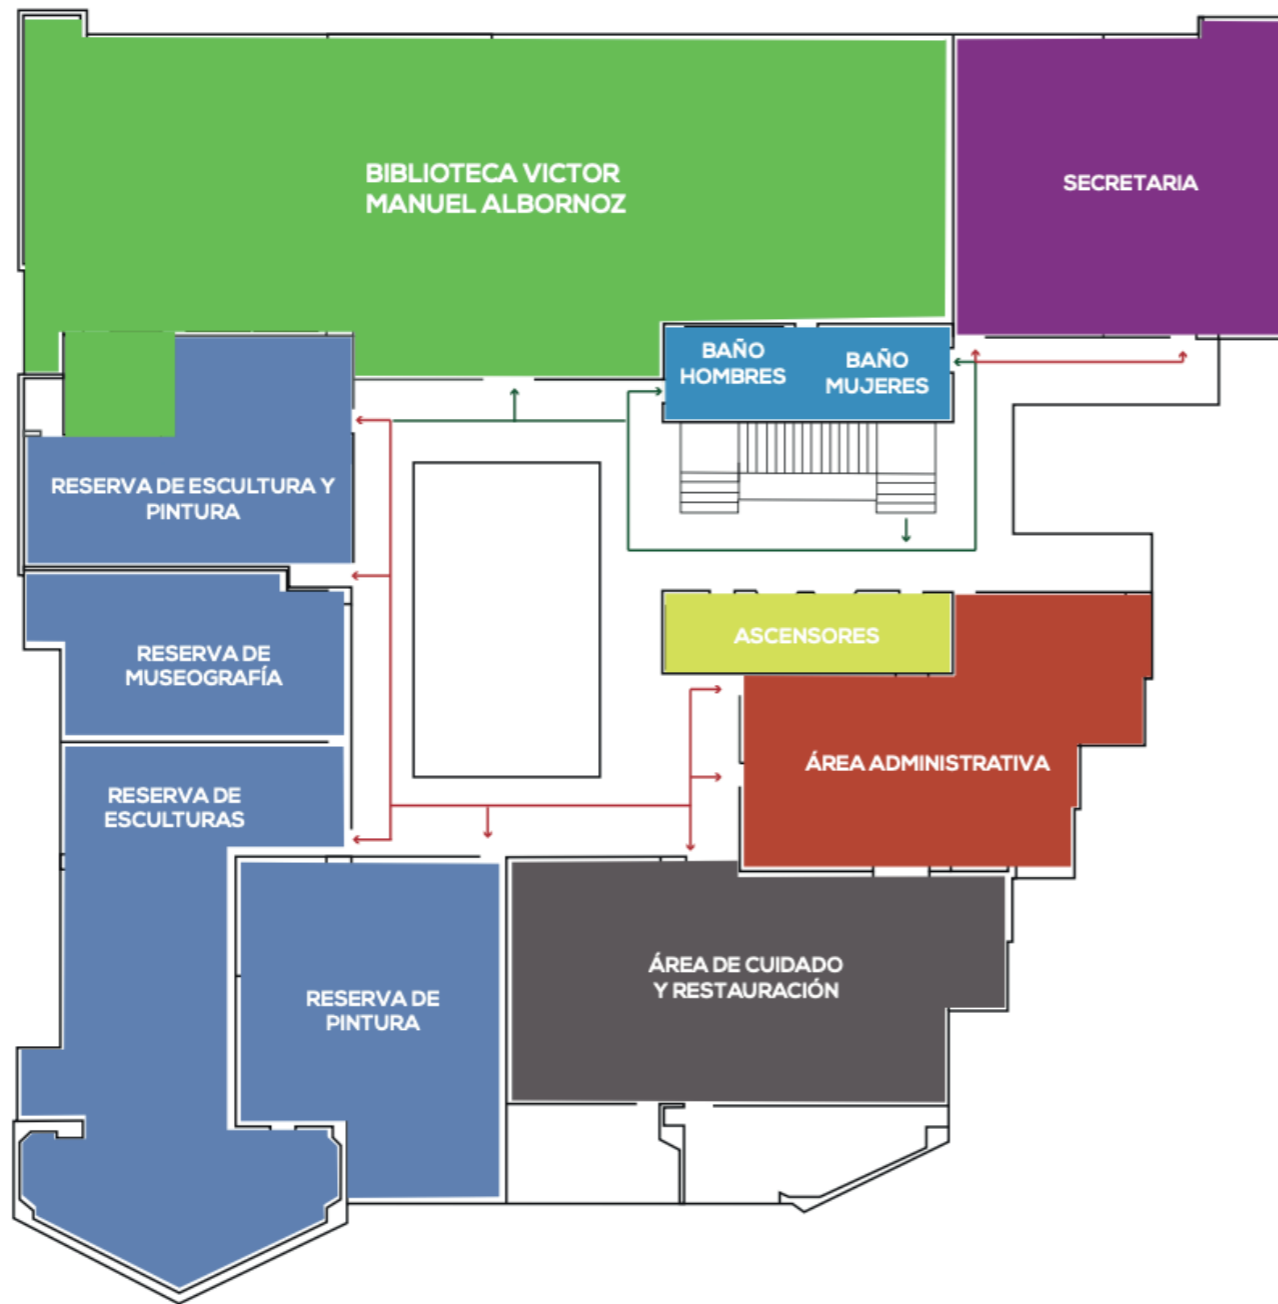 BIBLIOTECA VICTOR
MANUEL ALBORNOZ
SECRETARIA
BAÑO
HOMBRES
BAÑO
MUJERES
RESERVA DE ESCULTURA Y
PINTURA
ASCENSORES
RESERVA DE
MUSEOGRAFÍA
ÁREA ADMINISTRATIVA
RESERVA DE
ESCULTURAS
ÁREA DE CUIDADO
Y RESTAURACIÓN
RESERVA DE
PINTURA